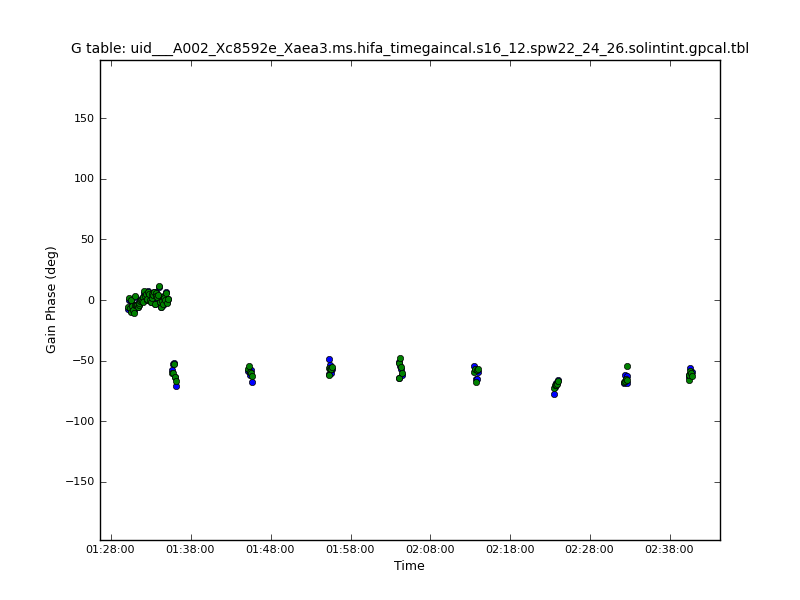 G table: uid___A002_Xc8592e_Xaea3.ms.hifa_timegaincal.s16_12.spw22_24_26.solintint.gpcal.tbl
150
100
50
0
−50
−100
−150
Gain Phase (deg)
01:28:00 01:38:00 01:48:00 01:58:00 02:08:00 02:18:00 02:28:00 02:38:00
Time